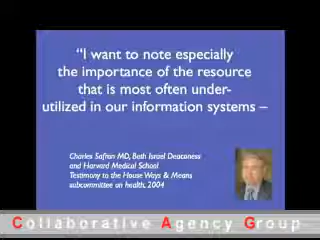 “I want to note especially
the importance of the resource
that is most often under-
utilized in our information systems –
Charles Safran MD, Beth Israel Deaconess
and Harvard Medical School
Testimony to the House Ways & Means
subcommittee on health, 2004
Collaborative Agency Group